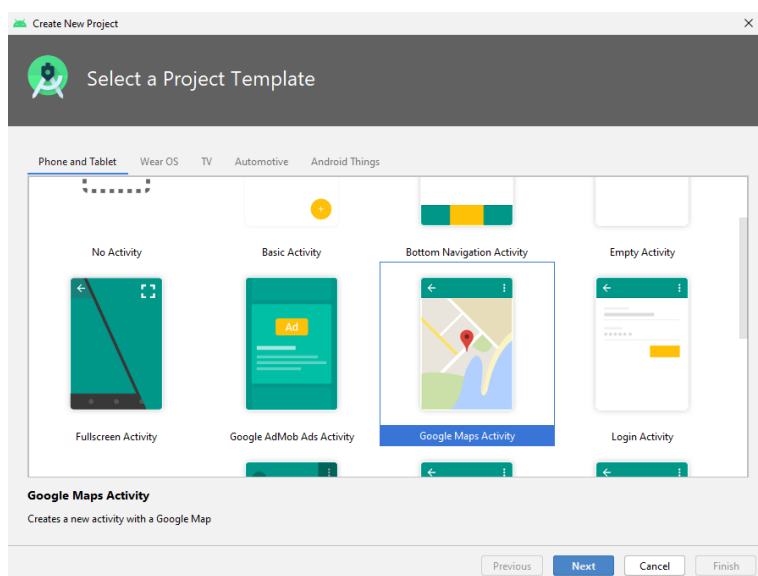 Create New Project
Select a Project Template
Phone and Tablet Wear OS TV Automotive Android Things
No Activity Basic Activity Bottom Navigation Activity Empty Activity
Ad
Fullscreen Activity Google AdMob Ads Activity Google Maps Activity Login Activity
Google Maps Activity
Creates a new activity with a Google Map
Previous Next Cancel Finish